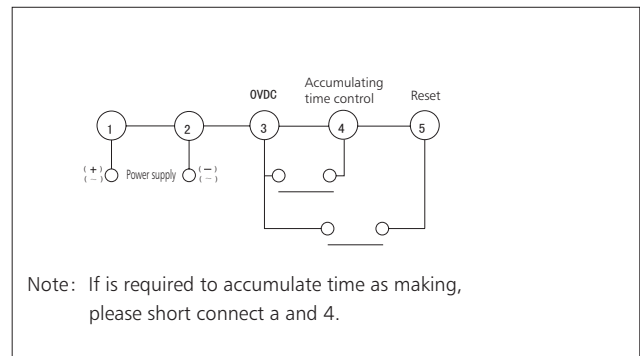 Accumulating
0VDC time control Reset
1 2 3 4 5
(+) (−) Power supply (−) (−)
Note: If is required to accumulate time as making,
please short connect a and 4.